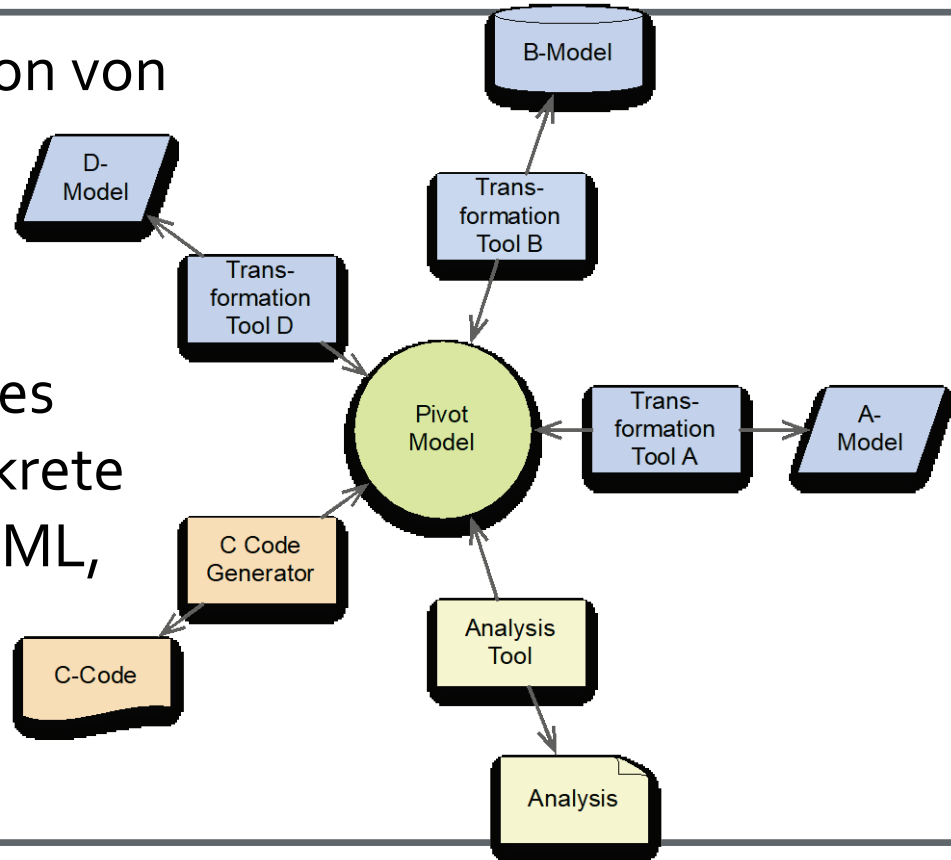 on von
es
krete
ML,
B-Model
D-
Model
Trans-
formation
Tool B
Trans-
formation
Tool D
Pivot
Model
Trans-
formation
Tool A
A-
Model
C Code
Generator
C-Code
Analysis
Tool
Analysis